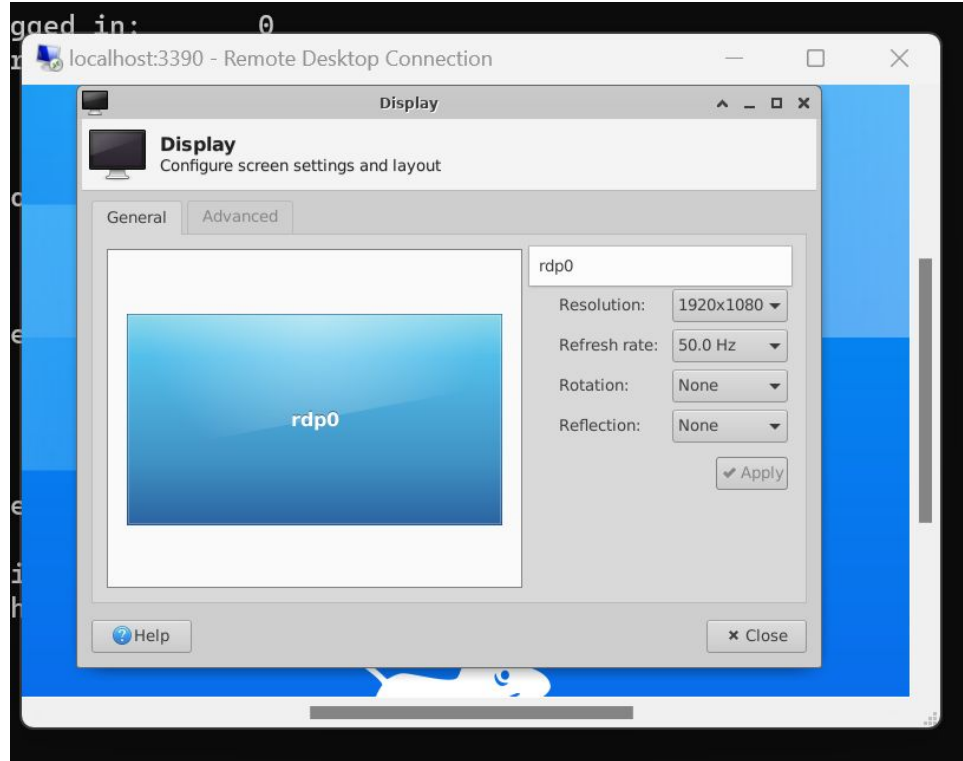 gged in: 0
localhost:3390 - Remote Desktop Connection
Display
Display
Configure screen settings and layout
General Advanced
rdp0
Resolution: 1920x1080
Refresh rate: 50.0 Hz
rdp0
Rotation: None
Reflection: None
Apply
Help
Close